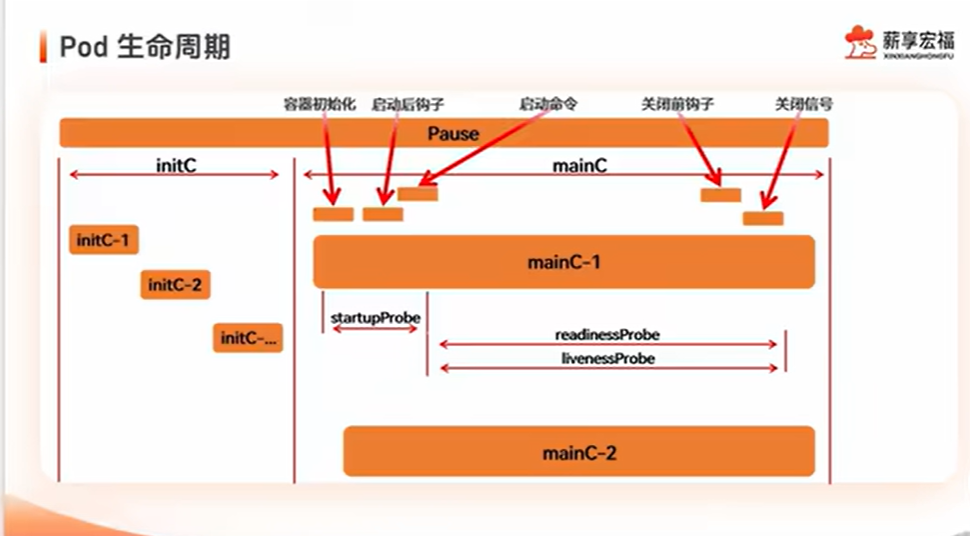 Pod 生命周期
薪享宏福
XINXIANGHONGFU
容器初始化 启动后钩子 启动命令 关闭前钩子 关闭信号
Pause
initC mainC
initC-1
initC-2
initC-...
mainC-1
startupProbe
readinessProbe
livenessProbe
mainC-2